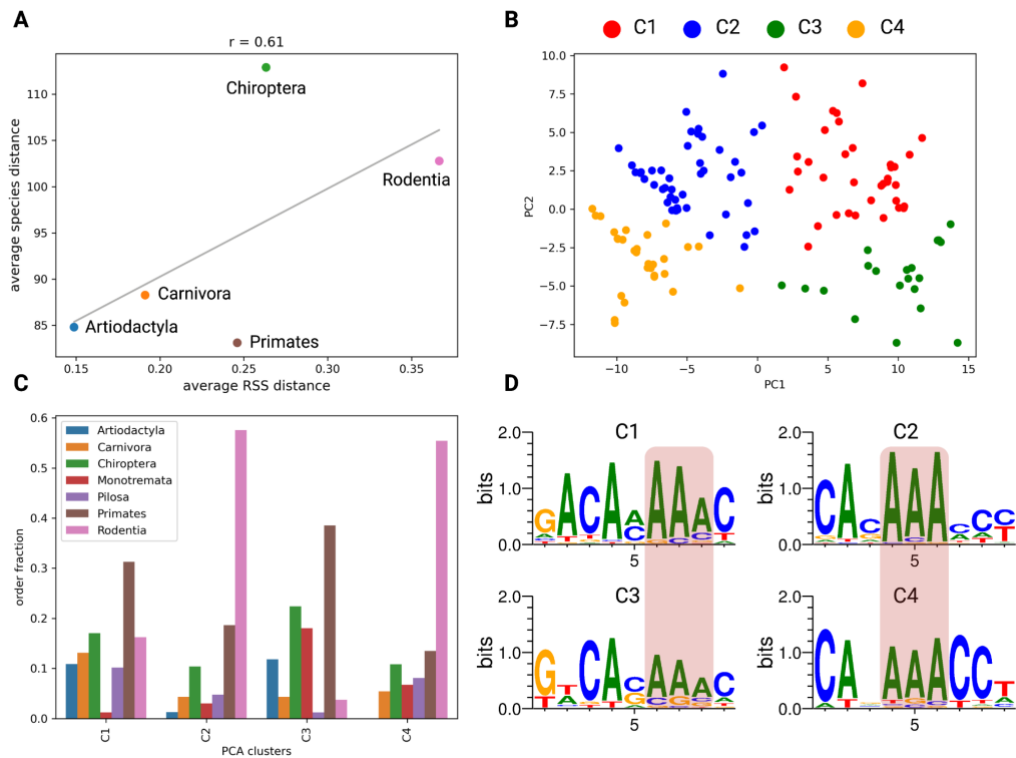 A
r = 0.61
average species distance
110
105
100
95
90
85
Chiroptera
Rodentia
Carnivora
Artiodactyla
Primates
0.15
0.20
0.25
0.30
0.35
average RSS distance
B
C1
C2
C3
C4
PC2
10.0
7.5
5.0
2.5
0.0
−2.5
−5.0
−7.5
−10
−5
0
5
10
15
PC1
C
order fraction
0.6
0.5
0.4
0.3
0.2
0.1
0.0
Artiodactyla
Carnivora
Chiroptera
Monotremata
Pilosa
Primates
Rodentia
C1
C2
C3
C4
PCA clusters
D
C1
bits
2.0
1.0
0.0
GACAAAAAC
C
5
C2
bits
2.0
1.0
0.0
CACAAACCC
T
5
C3
bits
2.0
1.0
0.0
GTCACAAAC
TA
G
5
C4
bits
2.0
1.0
0.0
CA AAACCT
5